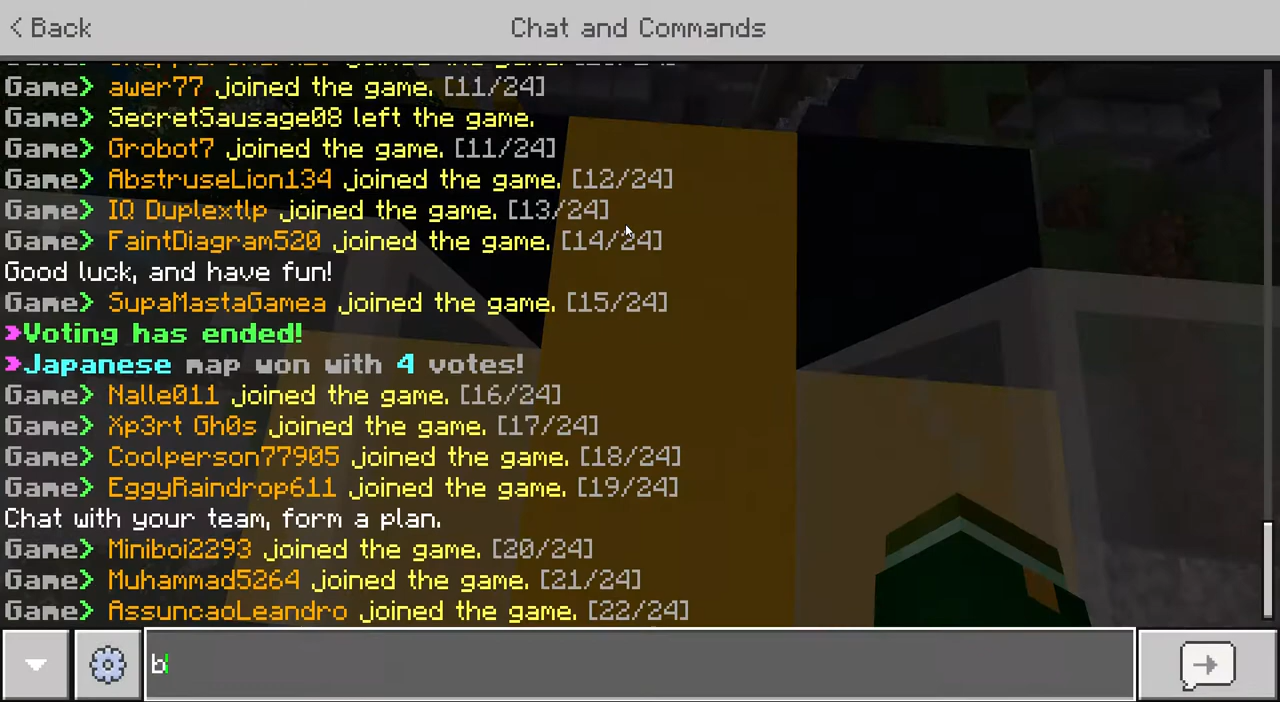 Back
Chat and Commands
joined the game.
Game> awer77 joined the game. [11/24]
Game> SecretSausage08 left the game.
Game> Grobot7 joined the game. [11/24]
Game> AbstruseLion134 joined the game. [12/24]
Game> IQ Duplextlp joined the game. [13/24]
Game> FaintDiagram520 joined the game. [14/24]
Good luck, and have fun!
Game> SupaMastaGamea joined the game. [15/24]
»Voting has ended!
»Japanese map won with 4 votes!
Game> Nalle011 joined the game. [16/24]
Game> Xp3rt Gh0s joined the game. [17/24]
Game> Coolperson77905 joined the game. [18/24]
Game> EggyRaindrop611 joined the game. [19/24]
Chat with your team, form a plan.
Game> Miniboi2293 joined the game. [20/24]
Game> Muhammad5264 joined the game. [21/24]
Game> AssuncaoLeandro joined the game. [22/24]
b